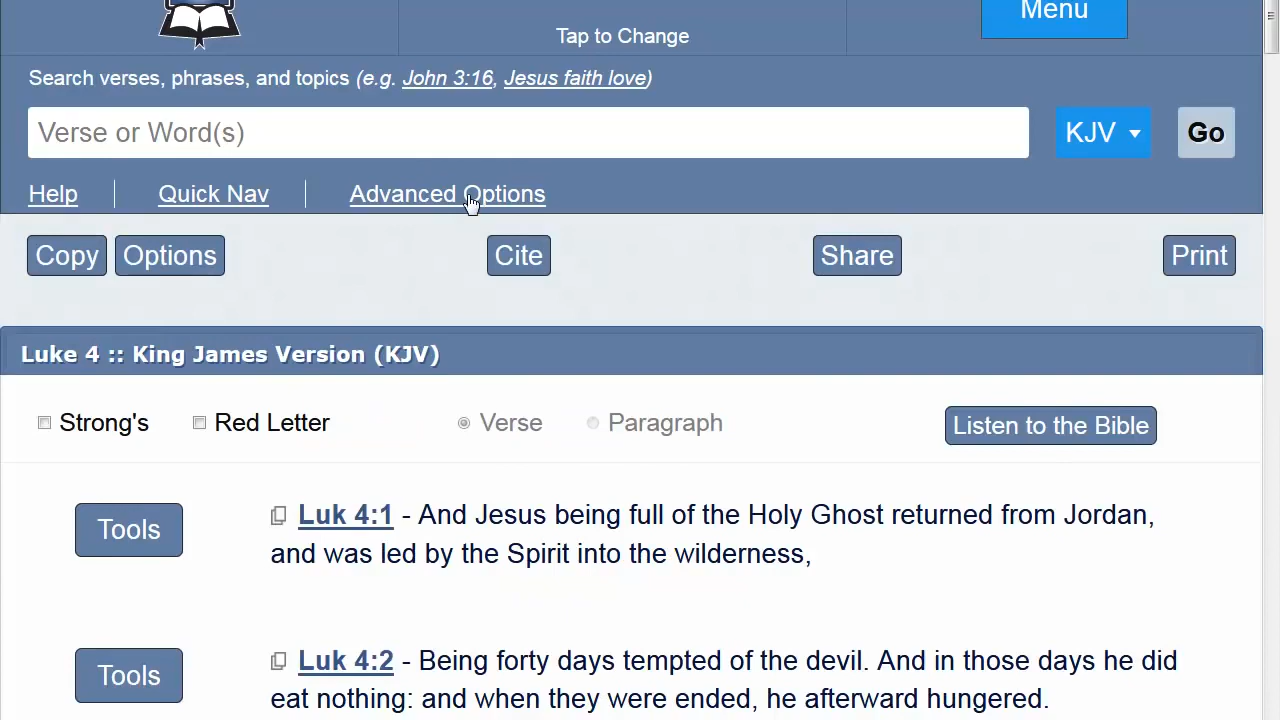 Menu
Tap to Change
Search verses, phrases, and topics (e.g. John 3:16, Jesus faith love)
Verse or Word(s) KJV Go
Help Quick Nav Advanced Options
Copy Options Cite Share Print
Luke 4 :: King James Version (KJV)
Strong's Red Letter Verse Paragraph Listen to the Bible
Tools Luk 4:1 - And Jesus being full of the Holy Ghost returned from Jordan,
and was led by the Spirit into the wilderness,
Tools Luk 4:2 - Being forty days tempted of the devil. And in those days he did
eat nothing: and when they were ended, he afterward hungered.